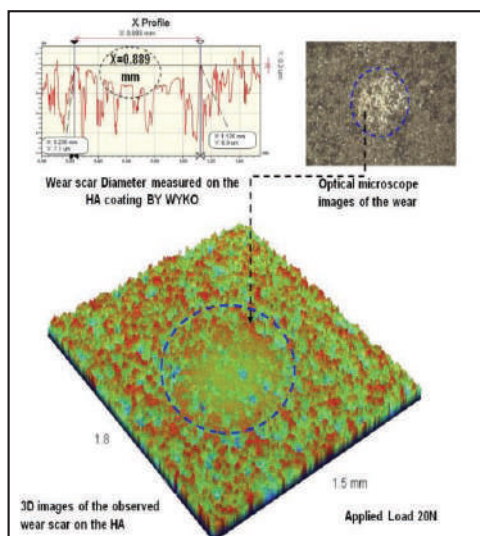 X Profile
X=0.889
mm
Wear scar Diameter measured on the
HA coating BY WYKO
Optical microscope
images of the wear
1.8
1.5 mm
3D images of the observed
wear scar on the HA
Applied Load 20N